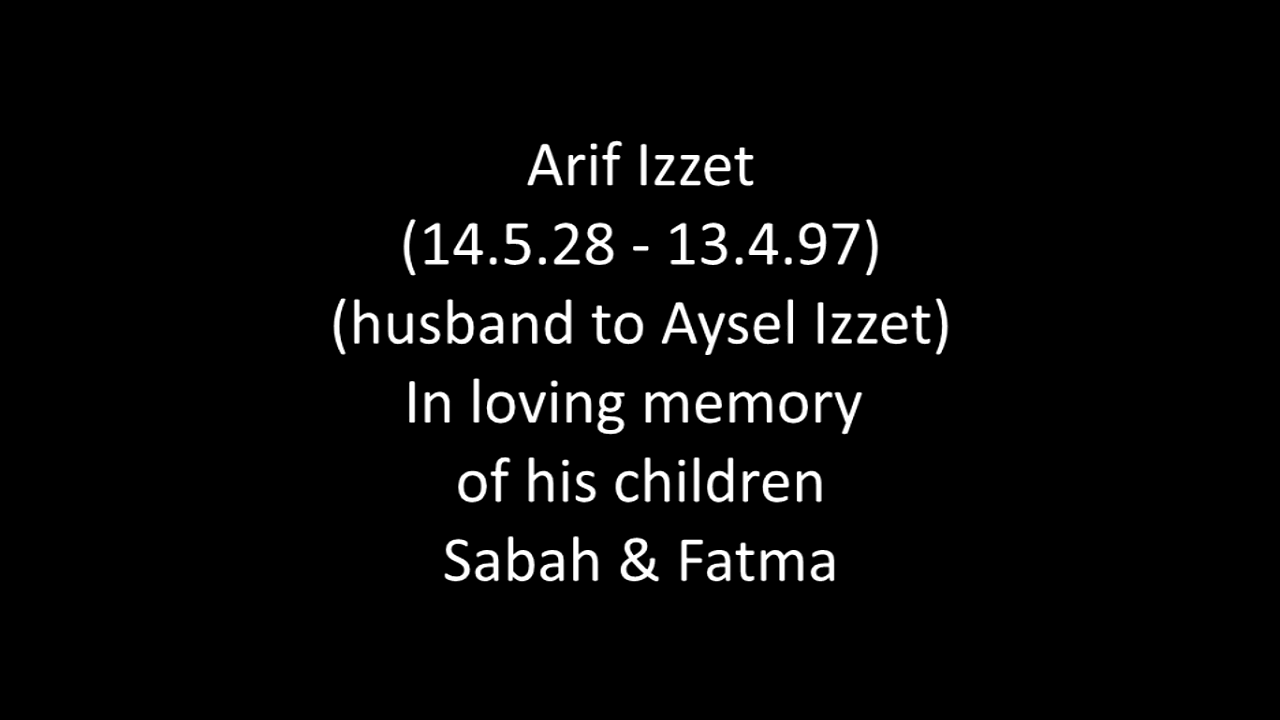 Arif Izzet
(14.5.28 - 13.4.97)
(husband to Aysel Izzet)
In loving memory
of his children
Sabah & Fatma